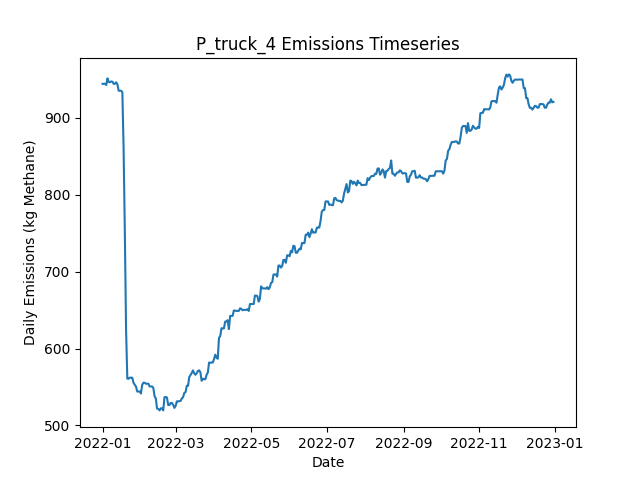 P_truck_4 Emissions Timeseries
Daily Emissions (kg Methane)
900
800
700
600
500
2022-01 2022-03 2022-05 2022-07 2022-09 2022-11 2023-01
Date